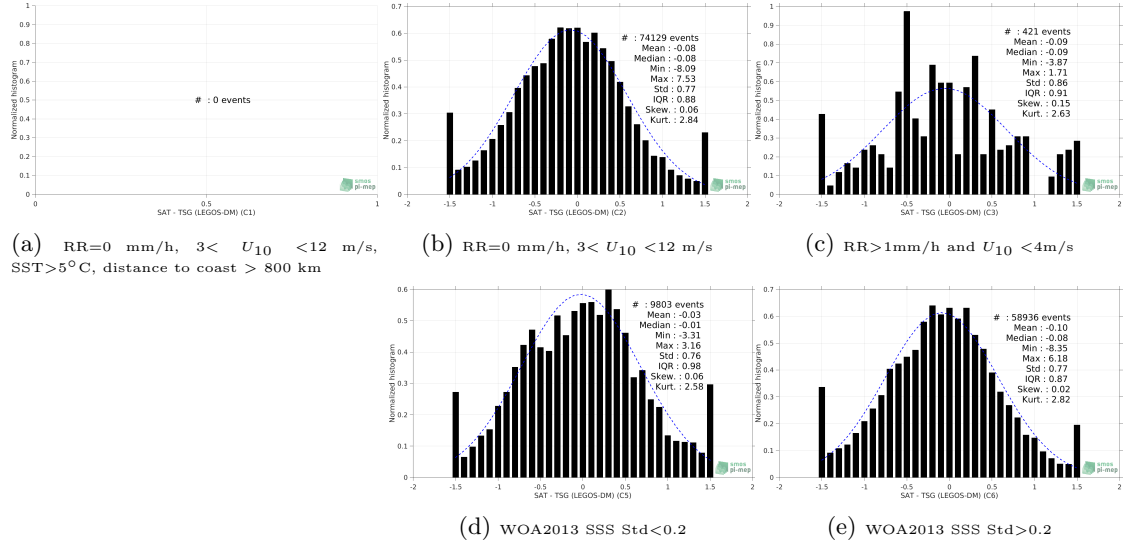 1
0.9
0.8
0.7
0.6
0.5
0.4
0.3
0.2
0.1
0
Normalized histogram
# : 0 events
smos
pi-mep
0 0.5 1
SAT - TSG (LEGOS-DM) (C1)
(a) RR=0 mm/h, 3< U10 <12 m/s,
SST>5°C, distance to coast > 800 km
0.7
0.6
0.5
0.4
0.3
0.2
0.1
0
Normalized histogram
# : 74129 events
Mean : -0.08
Median : -0.08
Min : -8.09
Max : 7.53
Std : 0.77
IQR : 0.88
Skew. : 0.06
Kurt. : 2.84
smos
pi-mep
-2 -1.5 -1 -0.5 0 0.5 1 1.5 2
SAT - TSG (LEGOS-DM) (C2)
(b) RR=0 mm/h, 3< U10 <12 m/s
1
0.9
0.8
0.7
0.6
0.5
0.4
0.3
0.2
0.1
0
Normalized histogram
# : 421 events
Mean : -0.09
Median : -0.09
Min : -3.87
Max : 1.71
Std : 0.86
IQR : 0.91
Skew. : 0.15
Kurt. : 2.63
smos
pi-mep
-2 -1.5 -1 -0.5 0 0.5 1 1.5 2
SAT - TSG (LEGOS-DM) (C3)
(c) RR>1mm/h and U10 <4m/s
0.6
0.5
0.4
0.3
0.2
0.1
0
Normalized histogram
# : 9803 events
Mean : -0.03
Median : -0.01
Min : -3.31
Max : 3.16
Std : 0.76
IQR : 0.98
Skew. : 0.06
Kurt. : 2.58
smos
pi-mep
-2 -1.5 -1 -0.5 0 0.5 1 1.5 2
SAT - TSG (LEGOS-DM) (C5)
(d) WOA2013 SSS Std<0.2
0.7
0.6
0.5
0.4
0.3
0.2
0.1
0
Normalized histogram
# : 58936 events
Mean : -0.10
Median : -0.08
Min : -8.35
Max : 6.18
Std : 0.77
IQR : 0.87
Skew. : 0.02
Kurt. : 2.82
smos
pi-mep
-2 -1.5 -1 -0.5 0 0.5 1 1.5 2
SAT - TSG (LEGOS-DM) (C6)
(e) WOA2013 SSS Std>0.2